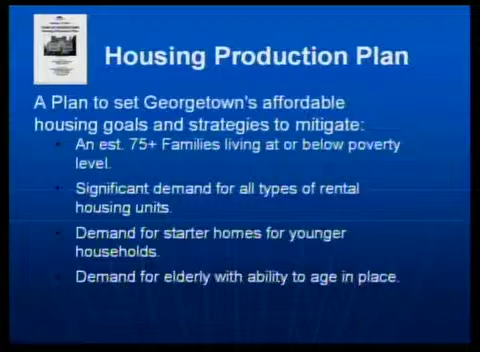 Housing Production Plan
A Plan to set Georgetown's affordable
housing goals and strategies to mitigate:
An est. 75+ Families living at or below poverty
level.
Significant demand for all types of rental
housing units.
Demand for starter homes for younger
households.
Demand for elderly with ability to age in place.